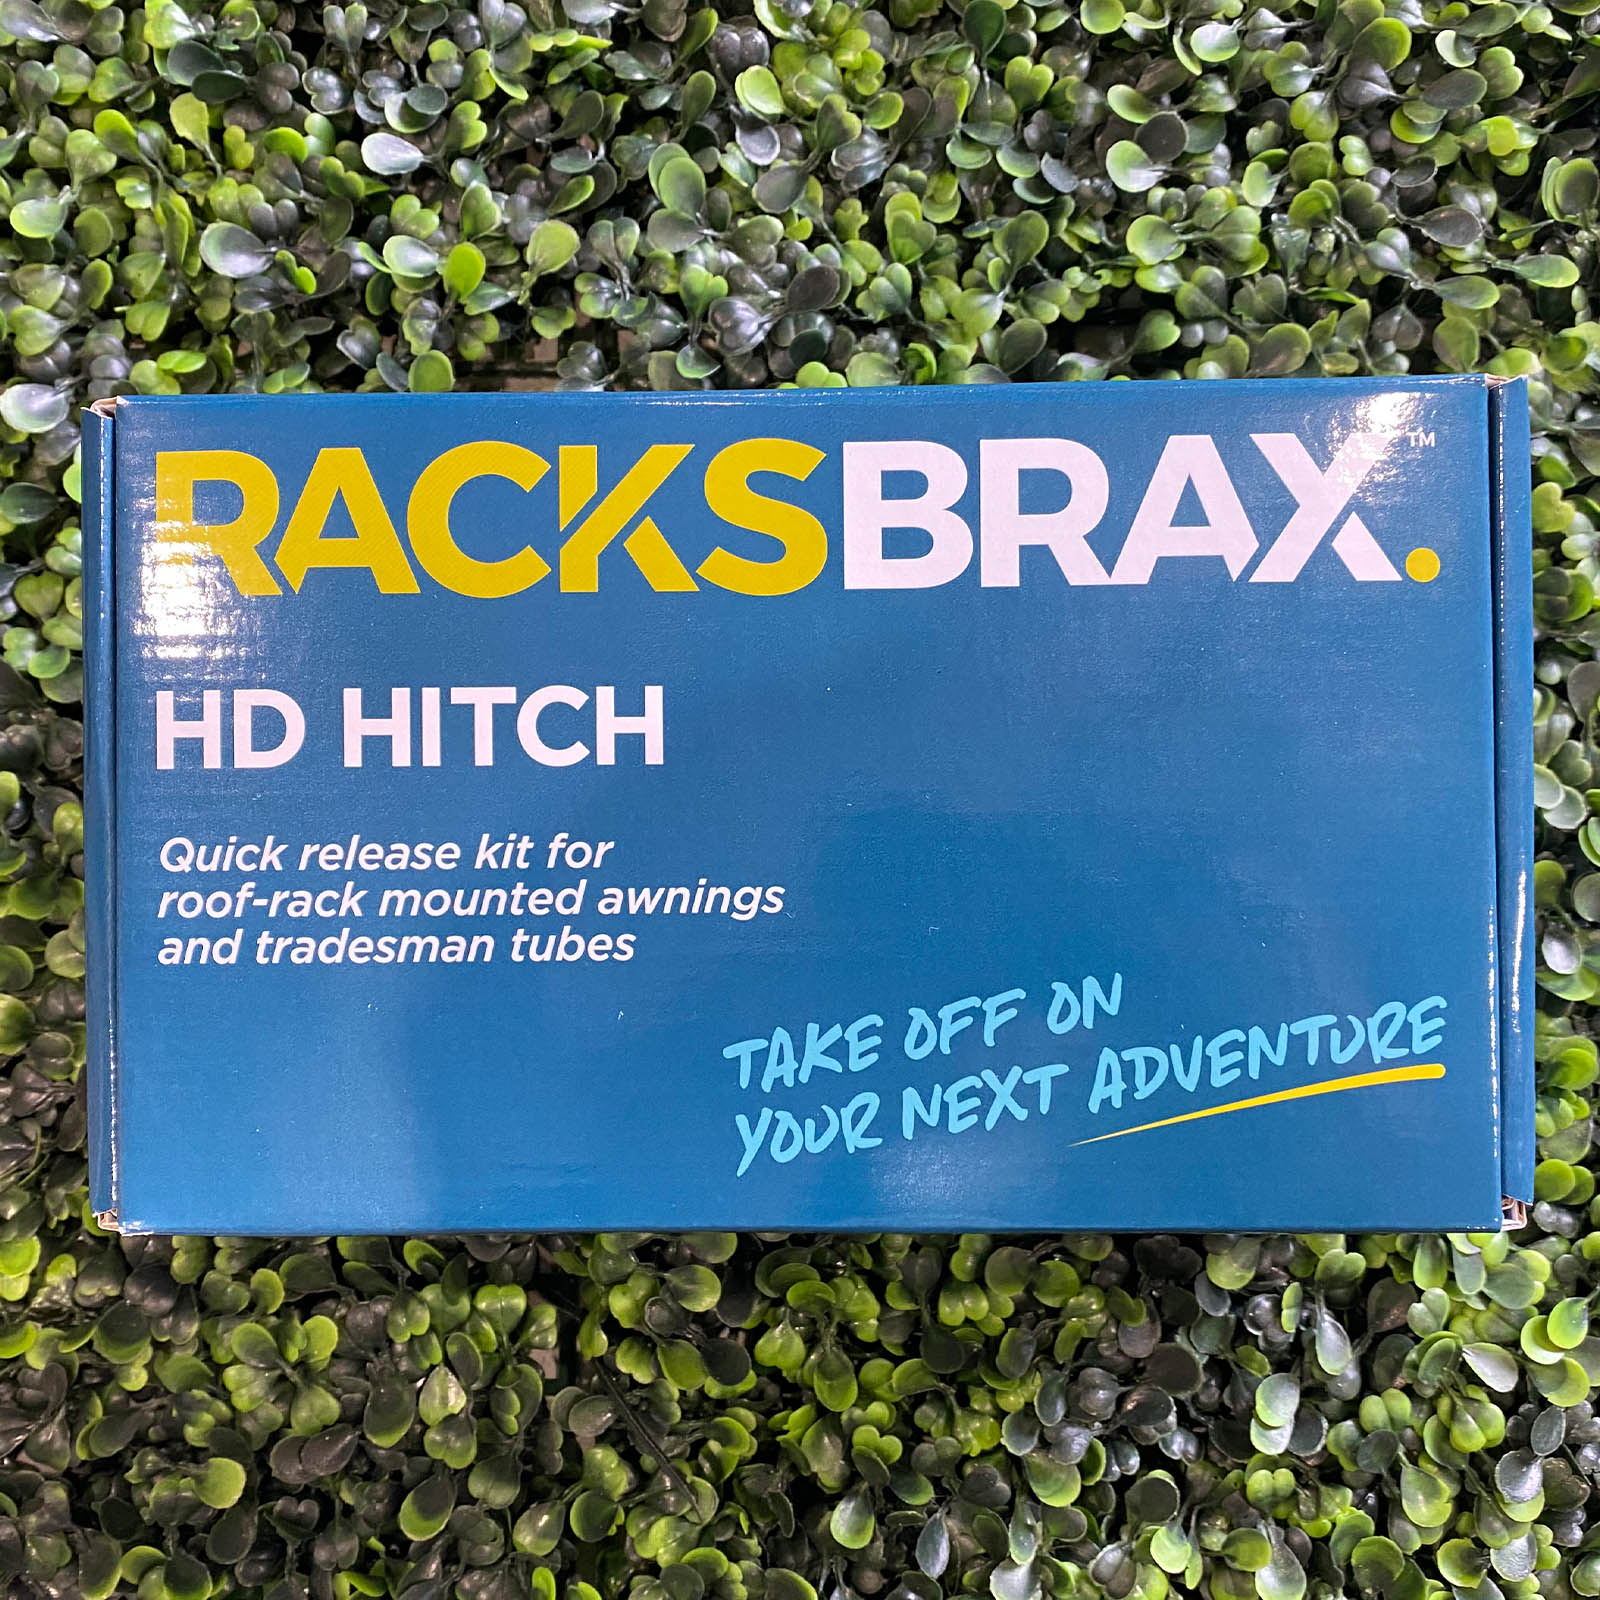 RACKSBRAX.™
HD HITCH
Quick release kit for
roof-rack mounted awnings
and tradesman tubes
TAKE OFF ON
YOUR NEXT ADVENTURE